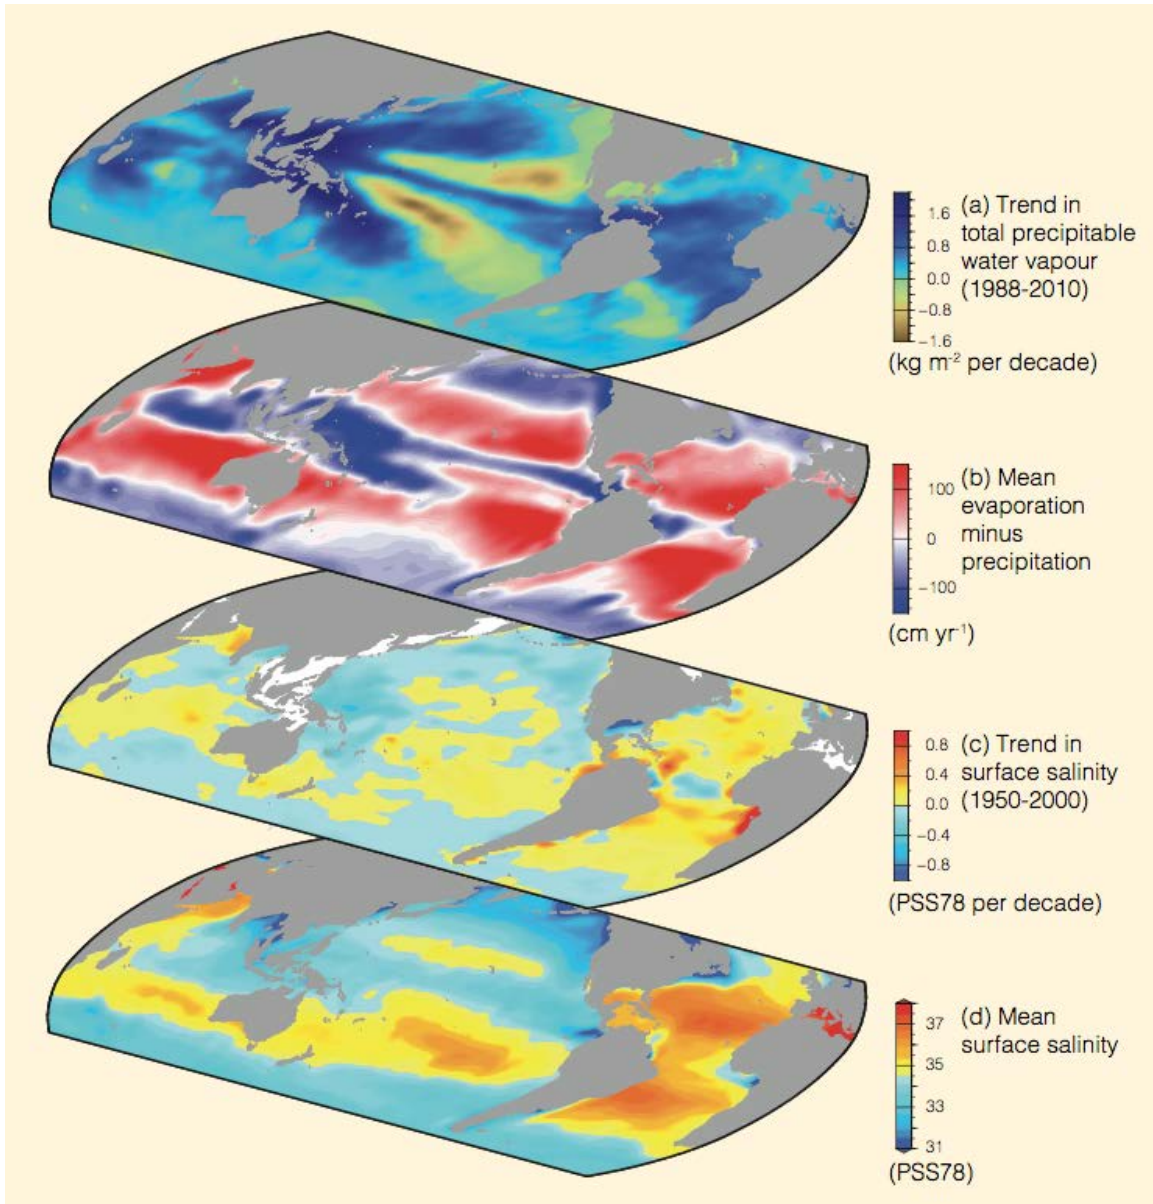 1.6
0.8
0.0
−0.8
−1.6
(a) Trend in
total precipitable
water vapour
(1988-2010)
(kg m⁻² per decade)
100
0
−100
(b) Mean
evaporation
minus
precipitation
(cm yr⁻¹)
0.8
0.4
0.0
−0.4
−0.8
(c) Trend in
surface salinity
(1950-2000)
(PSS78 per decade)
37
35
33
31
(d) Mean
surface salinity
(PSS78)